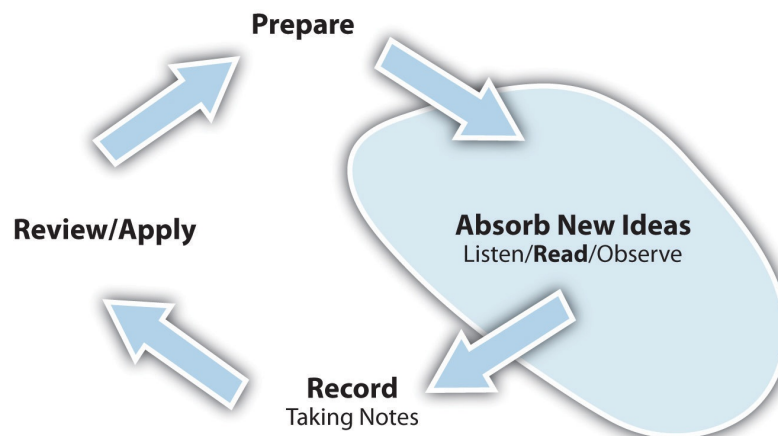 Prepare
Absorb New Ideas
Listen/Read/Observe
Record
Taking Notes
Review/Apply